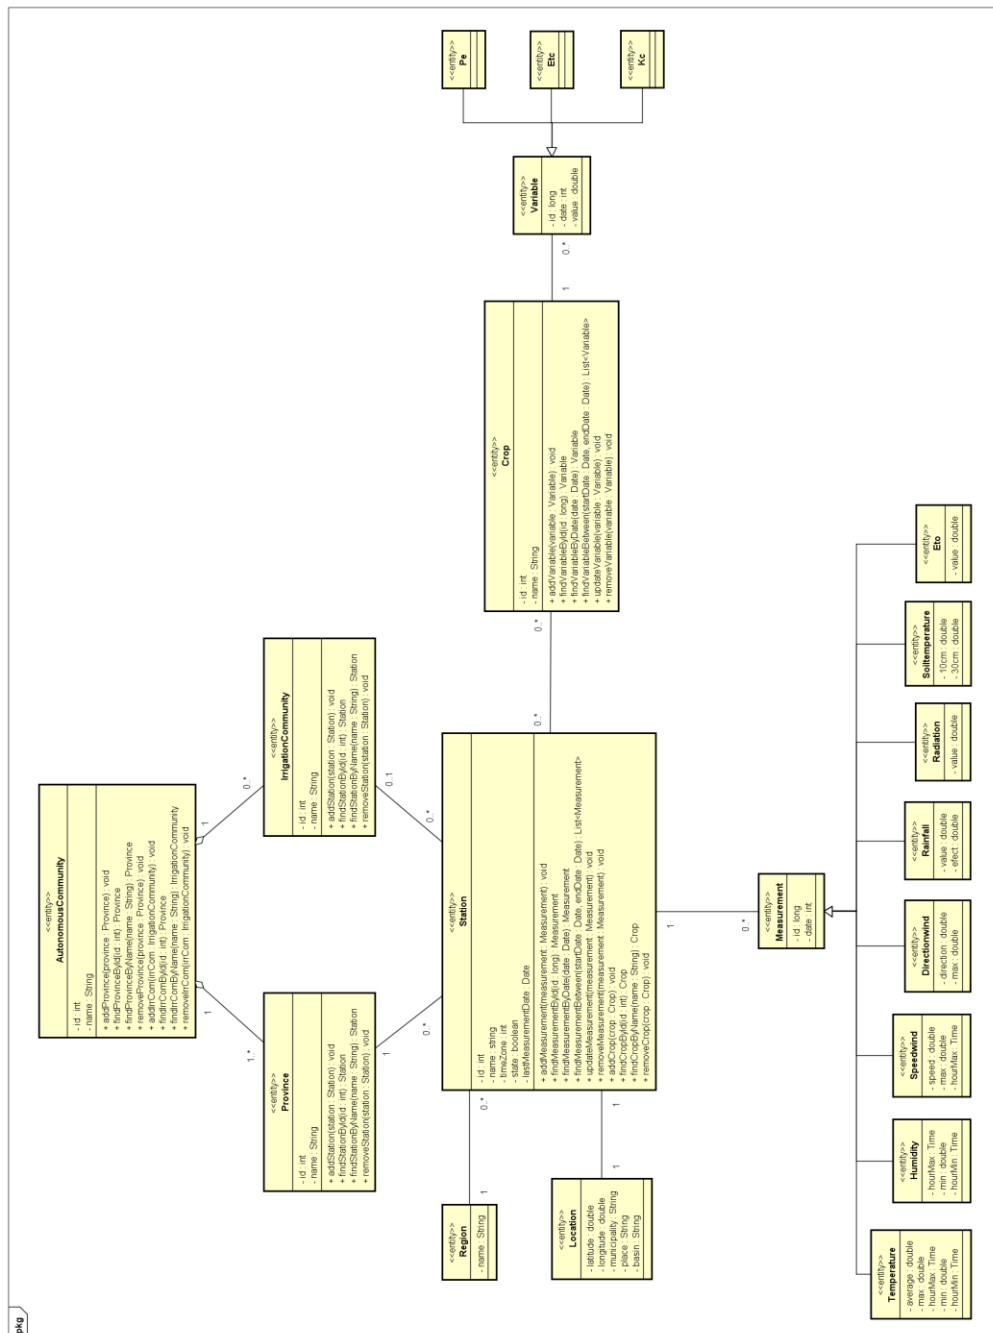 pkg
<<entity>>
AutonomousCommunity
- id : int
- name : String
+ addProvince(province : Province) : void
+ findProvinceById(id : int) : Province
+ findProvinceByName(name : String) : Province
+ removeProvince(province : Province) : void
+ addIrrCom(irrCom : IrrigationCommunity) : void
+ findIrrComById(id : int) : Province
+ findIrrComByName(name : String) : IrrigationCommunity
+ removeIrrCom(irrCom : IrrigationCommunity) : void
1
1..*
1
0..*
<<entity>>
Province
- id : int
- name : String
+ addStation(station : Station) : void
+ findStationById(id : int) : Station
+ findStationByName(name : String) : Station
+ removeStation(station : Station) : void
<<entity>>
IrrigationCommunity
- id : int
- name : String
+ addStation(station : Station) : void
+ findStationById(id : int) : Station
+ findStationByName(name : String) : Station
+ removeStation(station : Station) : void
1
0..*
0..1
0..*
<<entity>>
Region
- name : String
1
0..*
<<entity>>
Location
- latitude : double
- longitude : double
- municipality : String
- place : String
- basin : String
1
1
<<entity>>
Station
- id : int
- name : string
- timeZone : int
- state : boolean
- lastMeasurementDate : Date
+ addMeasurement(measurement : Measurement) : void
+ findMeasurementById(id : long) : Measurement
+ findMeasurementByDate(date : Date) : Measurement
+ findMeasurementBetween(startDate : Date, endDate : Date) : List<Measurement>
+ updateMeasurement(measurement : Measurement) : void
+ removeMeasurement(measurement : Measurement) : void
+ addCrop(crop : Crop) : void
+ findCropById(id : int) : Crop
+ findCropByName(name : String) : Crop
+ removeCrop(crop : Crop) : void
0..*
0..*
<<entity>>
Crop
- id : int
- name : String
+ addVariable(variable : Variable) : void
+ findVariableById(id : long) : Variable
+ findVariableByDate(date : Date) : Variable
+ findVariableBetween(startDate : Date, endDate : Date) : List<Variable>
+ updateVariable(variable : Variable) : void
+ removeVariable(variable : Variable) : void
1
0..*
<<entity>>
Variable
- id : long
- date : int
- value : double
<<entity>>
Pe
<<entity>>
Etc
<<entity>>
Kc
1
0..*
<<entity>>
Measurement
- id : long
- date : int
<<entity>>
Temperature
- average : double
- max : double
- hourMax : Time
- min : double
- hourMin : Time
<<entity>>
Humidity
- hourMax : Time
- min : double
- hourMin : Time
<<entity>>
Speedwind
- speed : double
- max : double
- hourMax : Time
<<entity>>
Directionwind
- direction : double
- max : double
<<entity>>
Rainfall
- value : double
- efect : double
<<entity>>
Radiation
- value : double
<<entity>>
Soiltemperature
- 10cm : double
- 30cm : double
<<entity>>
Eto
- value : double